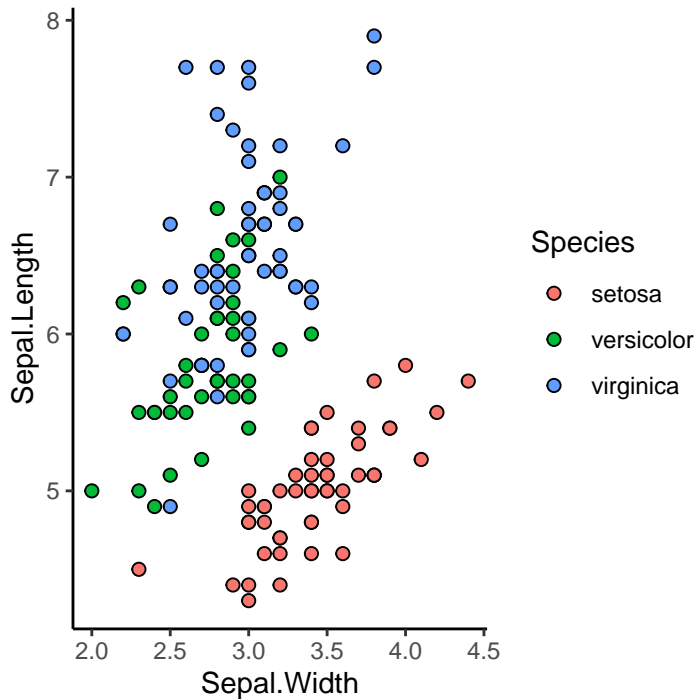 8
7
6
5
Sepal.Length
2.0 2.5 3.0 3.5 4.0 4.5
Sepal.Width
Species
setosa
versicolor
virginica